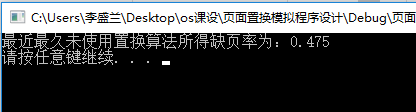 C:\Users\李盛兰\Desktop\os课设\页面置换模拟程序设计\Debug\页面
最近最久未使用置换算法所得缺页率为：0.475
请按任意键继续. . .